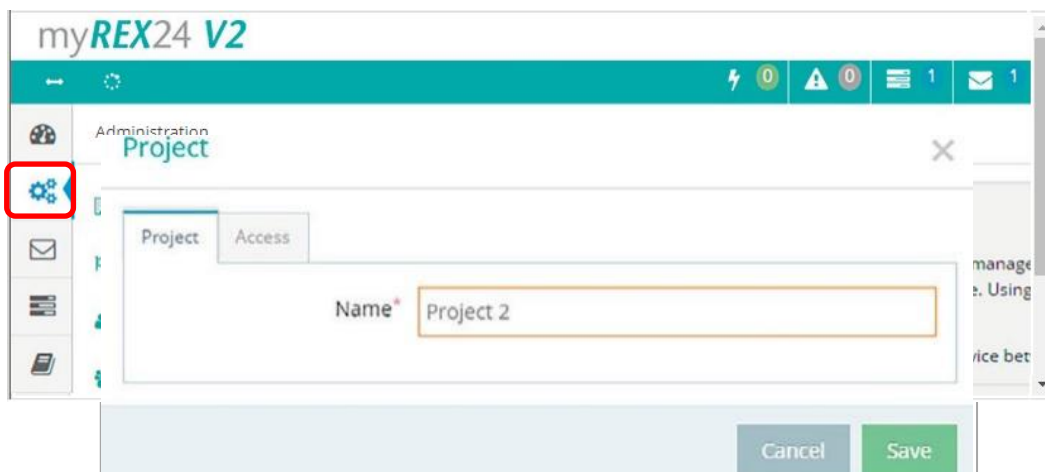 myREX24 V2
0 0 1 1
Administration
Project
Project Access
manage
e. Using
Name* Project 2
vice bet
Cancel Save